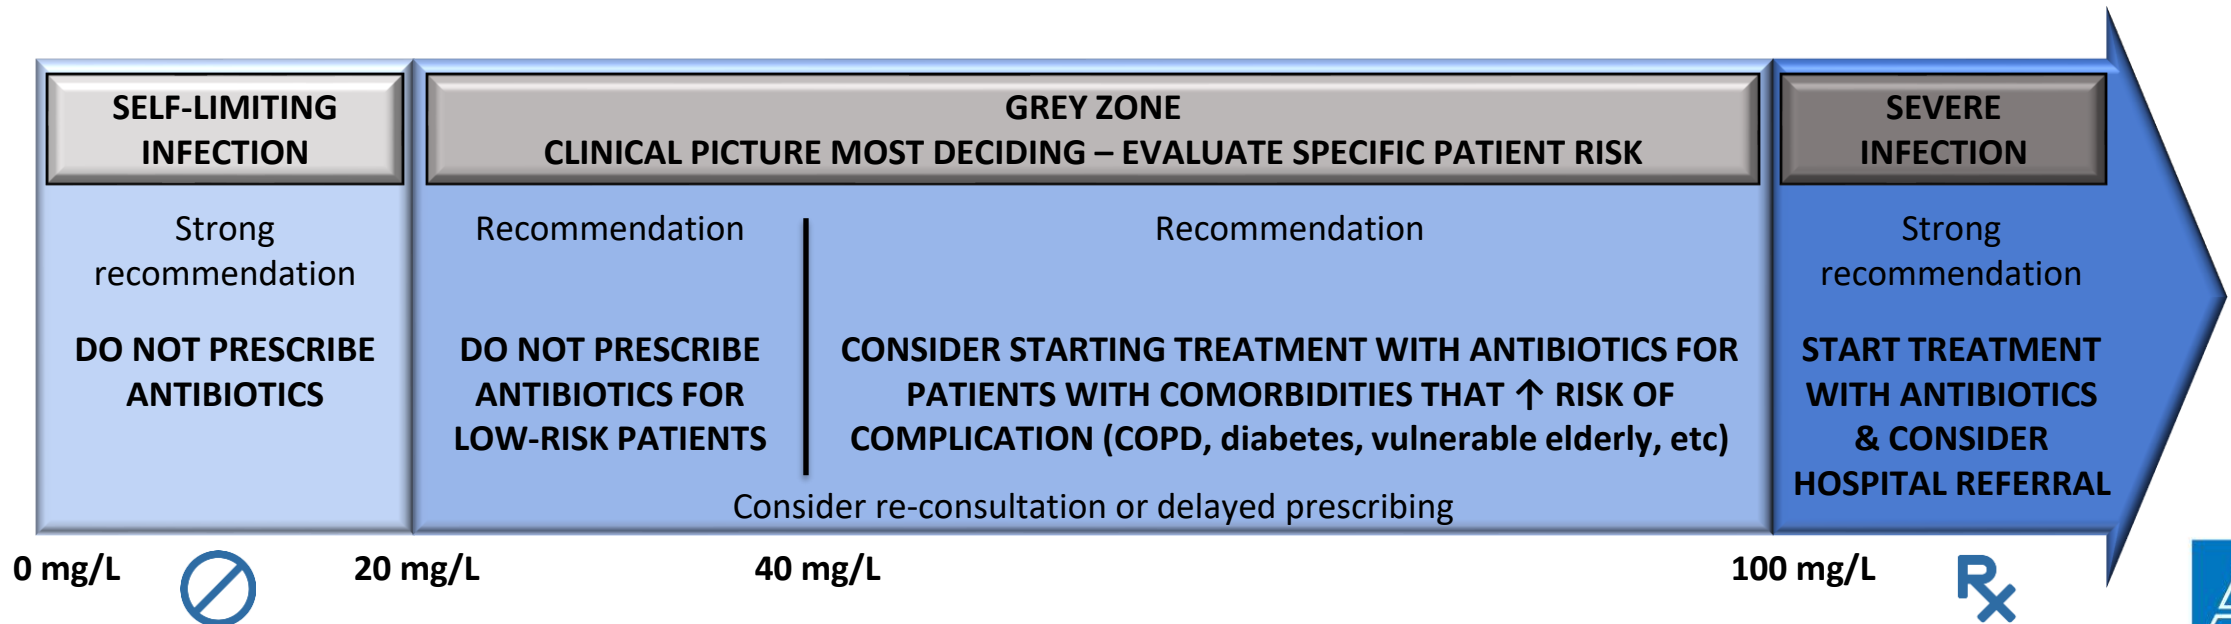 SELF-LIMITING
INFECTION
Strong
recommendation
DO NOT PRESCRIBE
ANTIBIOTICS
GREY ZONE
CLINICAL PICTURE MOST DECIDING – EVALUATE SPECIFIC PATIENT RISK
Recommendation
DO NOT PRESCRIBE
ANTIBIOTICS FOR
LOW-RISK PATIENTS
Recommendation
CONSIDER STARTING TREATMENT WITH ANTIBIOTICS FOR
PATIENTS WITH COMORBIDITIES THAT ↑ RISK OF
COMPLICATION (COPD, diabetes, vulnerable elderly, etc)
Consider re-consultation or delayed prescribing
SEVERE
INFECTION
Strong
recommendation
START TREATMENT
WITH ANTIBIOTICS
& CONSIDER
HOSPITAL REFERRAL
0 mg/L
20 mg/L
40 mg/L
100 mg/L
Rx